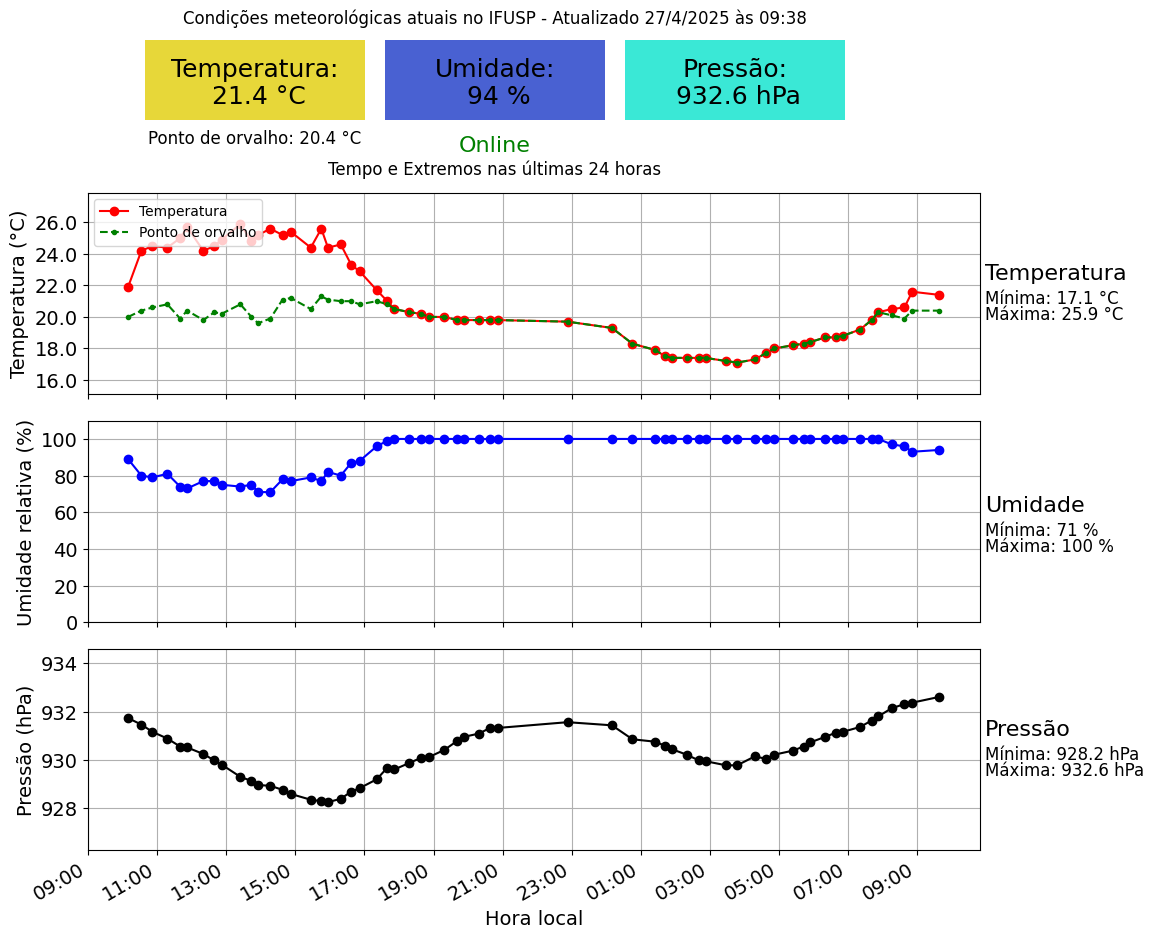 Condições meteorológicas atuais no IFUSP - Atualizado 27/4/2025 às 09:38
Temperatura:
21.4 °C
Umidade:
94 %
Pressão:
932.6 hPa
Ponto de orvalho: 20.4 °C
Online
Tempo e Extremos nas últimas 24 horas
Temperatura (°C)
26.0
24.0
22.0
20.0
18.0
16.0
Temperatura
Ponto de orvalho
Temperatura
Mínima: 17.1 °C
Máxima: 25.9 °C
Umidade relativa (%)
100
80
60
40
20
0
Umidade
Mínima: 71 %
Máxima: 100 %
Pressão (hPa)
934
932
930
928
Pressão
Mínima: 928.2 hPa
Máxima: 932.6 hPa
09:00
11:00
13:00
15:00
17:00
19:00
21:00
23:00
01:00
03:00
05:00
07:00
09:00
Hora local